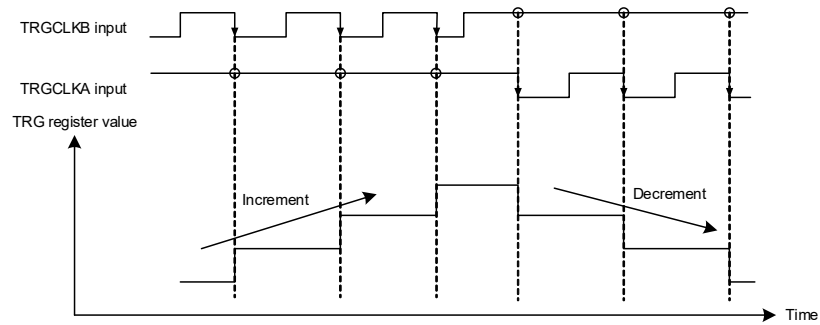 TRGCLKB input
TRGCLKA input
TRG register value
Increment
Decrement
Time